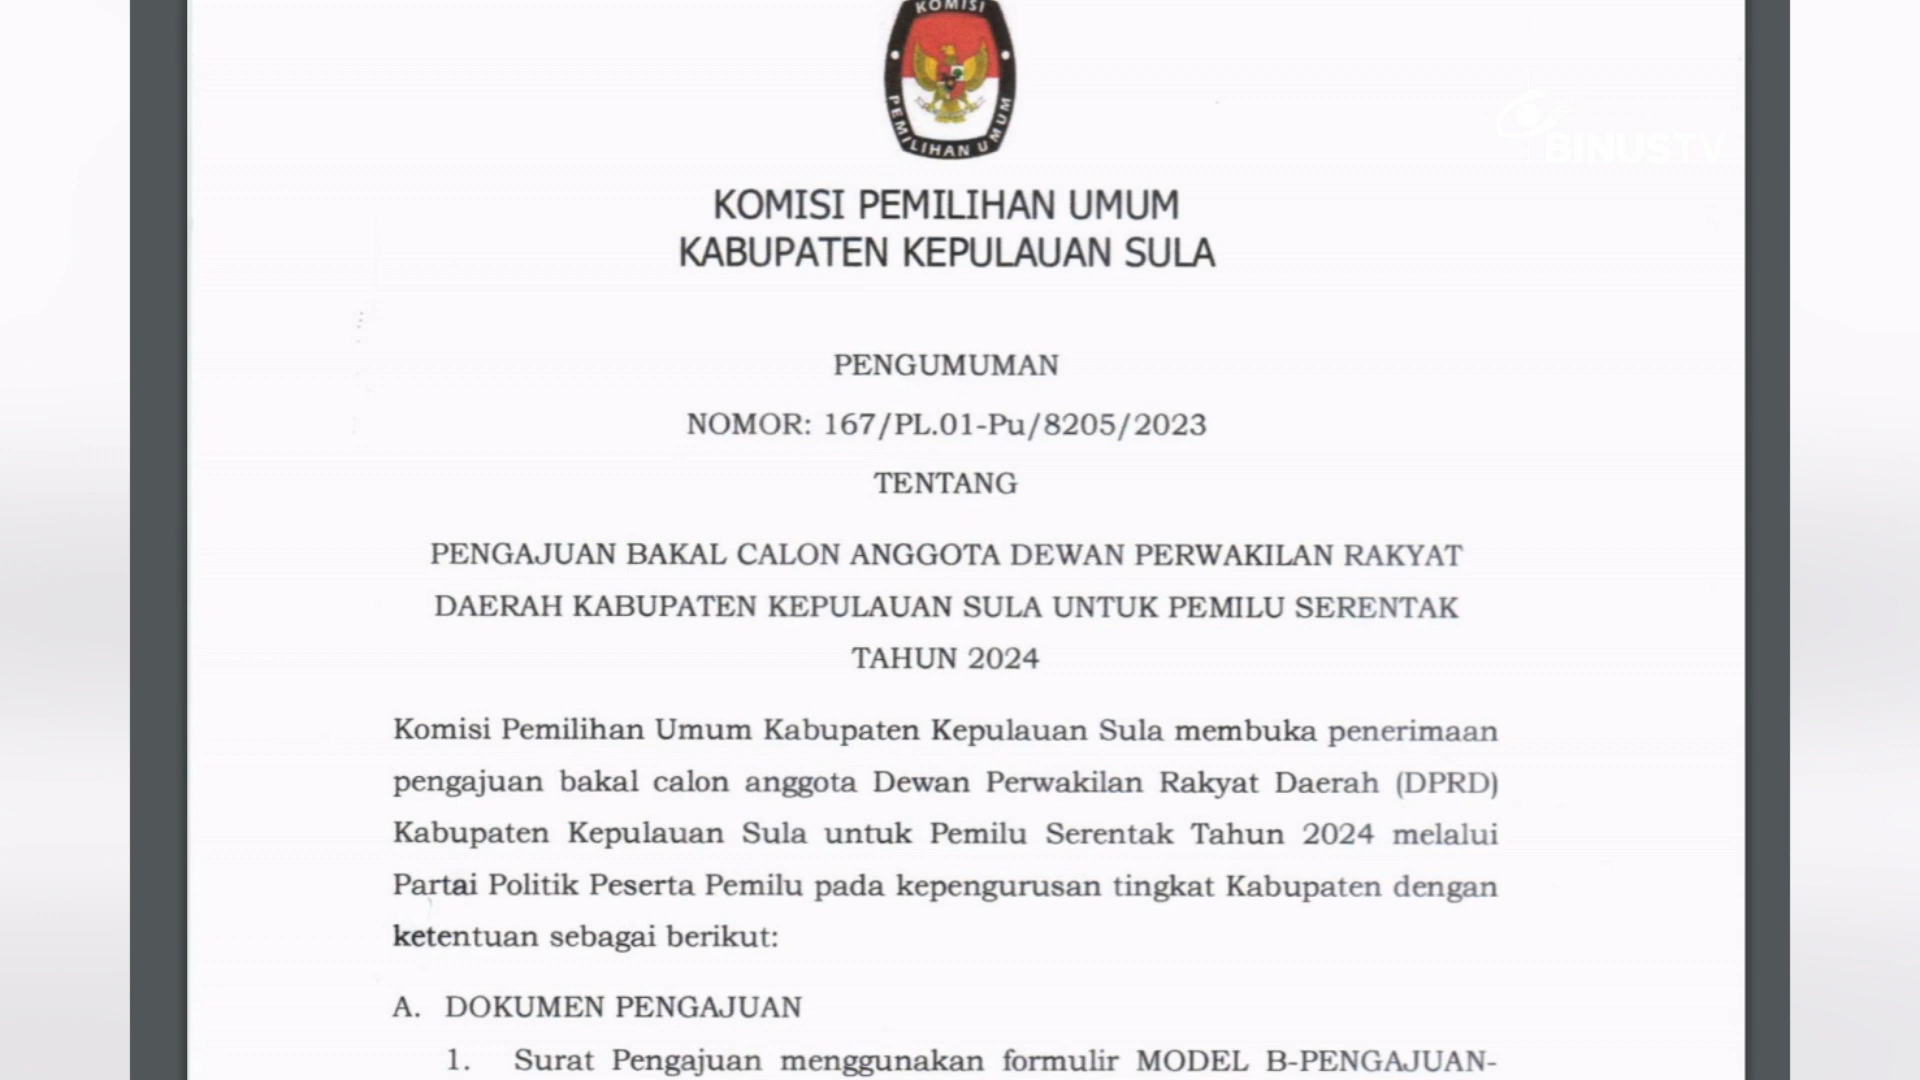 KOMISI
PEMILIHAN UMUM
BINUSTV
KOMISI PEMILIHAN UMUM
KABUPATEN KEPULAUAN SULA
PENGUMUMAN
NOMOR: 167/PL.01-Pu/8205/2023
TENTANG
PENGAJUAN BAKAL CALON ANGGOTA DEWAN PERWAKILAN RAKYAT
DAERAH KABUPATEN KEPULAUAN SULA UNTUK PEMILU SERENTAK
TAHUN 2024
Komisi Pemilihan Umum Kabupaten Kepulauan Sula membuka penerimaan
pengajuan bakal calon anggota Dewan Perwakilan Rakyat Daerah (DPRD)
Kabupaten Kepulauan Sula untuk Pemilu Serentak Tahun 2024 melalui
Partai Politik Peserta Pemilu pada kepengurusan tingkat Kabupaten dengan
ketentuan sebagai berikut:
A. DOKUMEN PENGAJUAN
1. Surat Pengajuan menggunakan formulir MODEL B-PENGAJUAN-